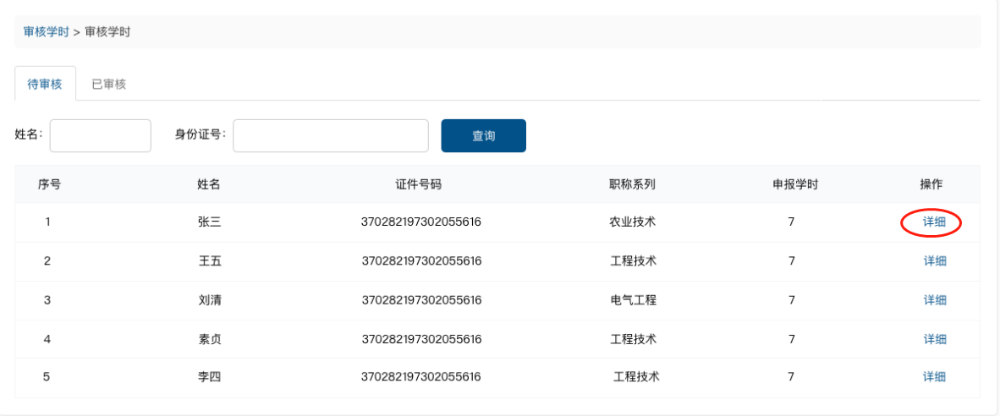 审核学时 > 审核学时
待审核 已审核
姓名： 身份证号： 查询
序号 姓名 证件号码 职称系列 申报学时 操作
1 张三 370282197302055616 农业技术 7 详细
2 王五 370282197302055616 工程技术 7 详细
3 刘清 370282197302055616 电气工程 7 详细
4 素贞 370282197302055616 工程技术 7 详细
5 李四 370282197302055616 工程技术 7 详细